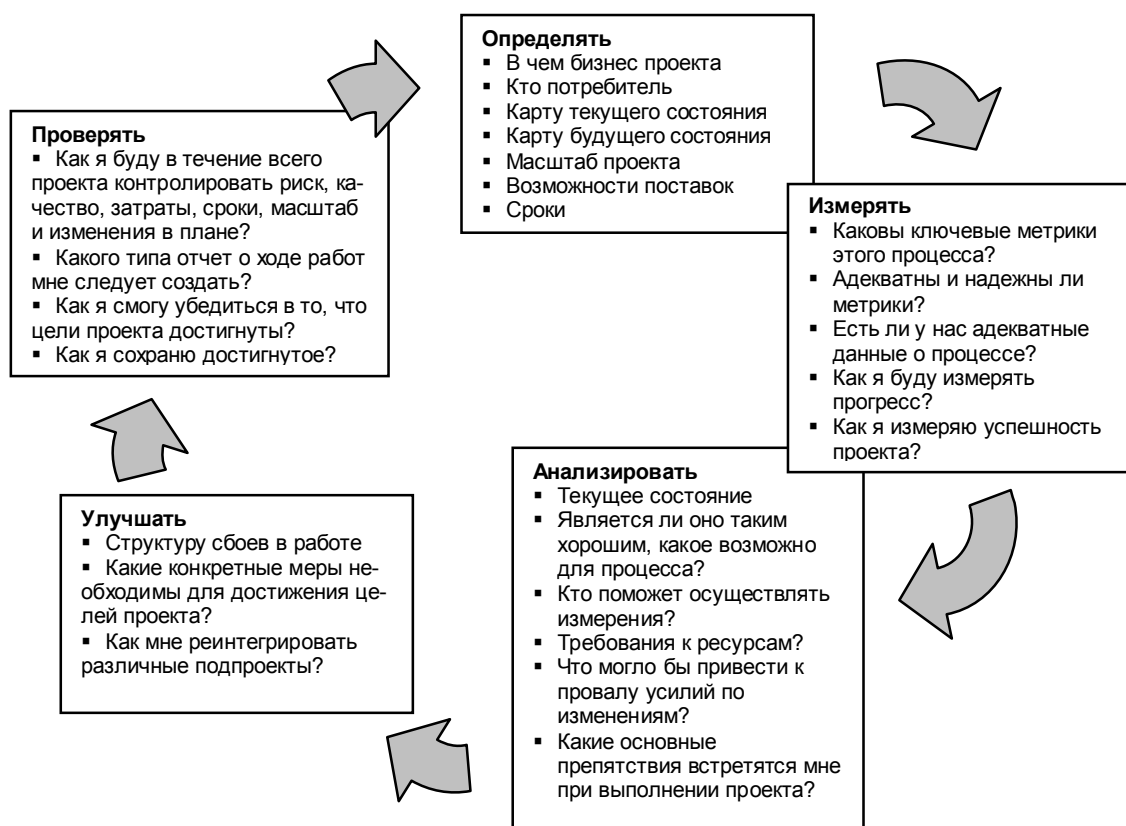 Определять
▪ В чем бизнес проекта
▪ Кто потребитель
▪ Карту текущего состояния
▪ Карту будущего состояния
▪ Масштаб проекта
▪ Возможности поставок
▪ Сроки
Измерять
▪ Каковы ключевые метрики
этого процесса?
▪ Адекватны и надежны ли
метрики?
▪ Есть ли у нас адекватные
данные о процессе?
▪ Как я буду измерять
прогресс?
▪ Как я измеряю успешность
проекта?
Анализировать
▪ Текущее состояние
▪ Является ли оно таким
хорошим, какое возможно
для процесса?
▪ Кто поможет осуществлять
измерения?
▪ Требования к ресурсам?
▪ Что могло бы привести к
провалу усилий по
изменениям?
▪ Какие основные
препятствия встретятся мне
при выполнении проекта?
Улучшать
▪ Структуру сбоев в работе
▪ Какие конкретные меры не-
обходимы для достижения це-
лей проекта?
▪ Как мне реинтегрировать
различные подпроекты?
Проверять
▪ Как я буду в течение всего
проекта контролировать риск, ка-
чество, затраты, сроки, масштаб
и изменения в плане?
▪ Какого типа отчет о ходе работ
мне следует создать?
▪ Как я смогу убедиться в то, что
цели проекта достигнуты?
▪ Как я сохраню достигнутое?